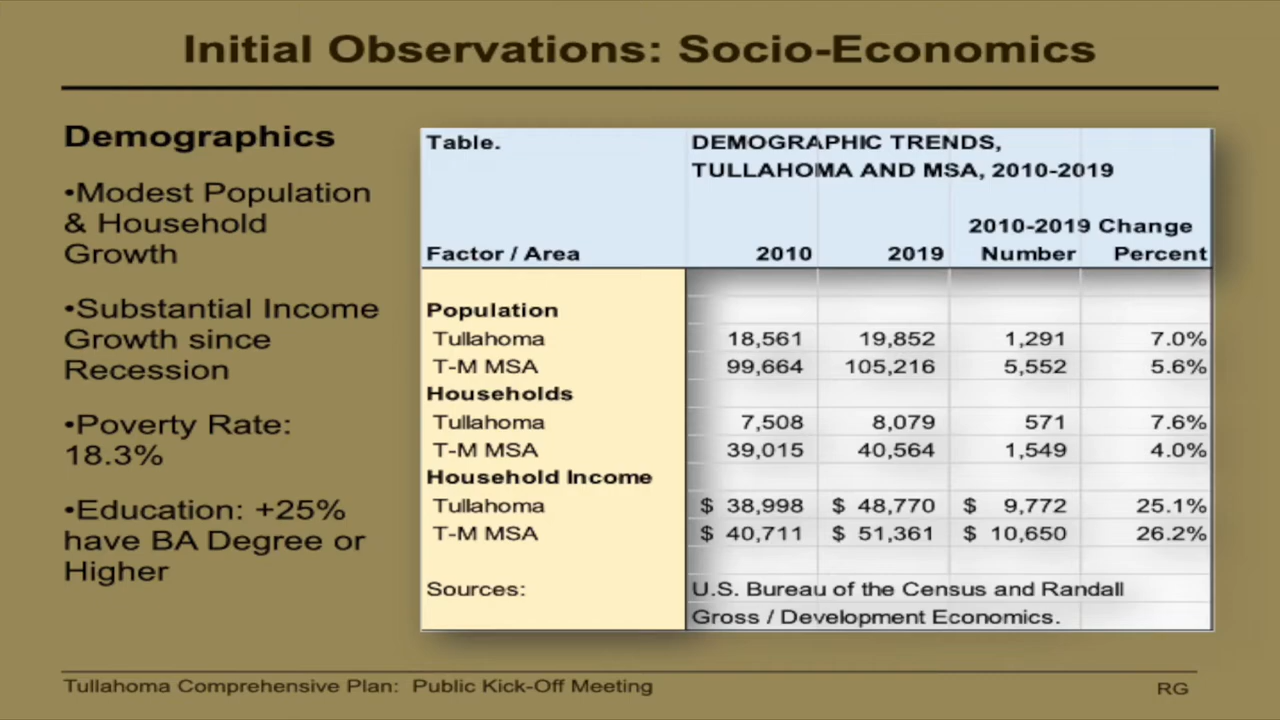 Initial Observations: Socio-Economics
Demographics
•Modest Population
& Household
Growth
•Substantial Income
Growth since
Recession
•Poverty Rate:
18.3%
•Education: +25%
have BA Degree or
Higher
Table. DEMOGRAPHIC TRENDS,
TULLAHOMA AND MSA, 2010-2019
2010-2019 Change
Factor / Area 2010 2019 Number Percent
Population
Tullahoma 18,561 19,852 1,291 7.0%
T-M MSA 99,664 105,216 5,552 5.6%
Households
Tullahoma 7,508 8,079 571 7.6%
T-M MSA 39,015 40,564 1,549 4.0%
Household Income
Tullahoma $ 38,998 $ 48,770 $ 9,772 25.1%
T-M MSA $ 40,711 $ 51,361 $ 10,650 26.2%
Sources: U.S. Bureau of the Census and Randall
Gross / Development Economics.
Tullahoma Comprehensive Plan: Public Kick-Off Meeting RG